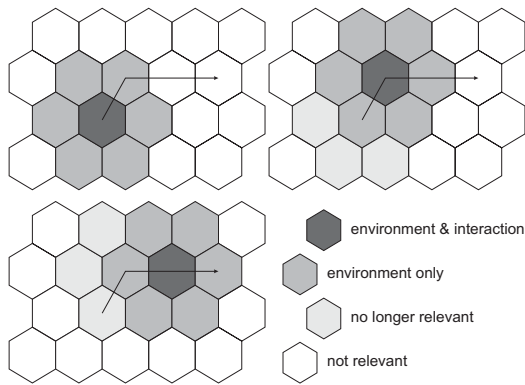 environment & interaction
environment only
no longer relevant
not relevant